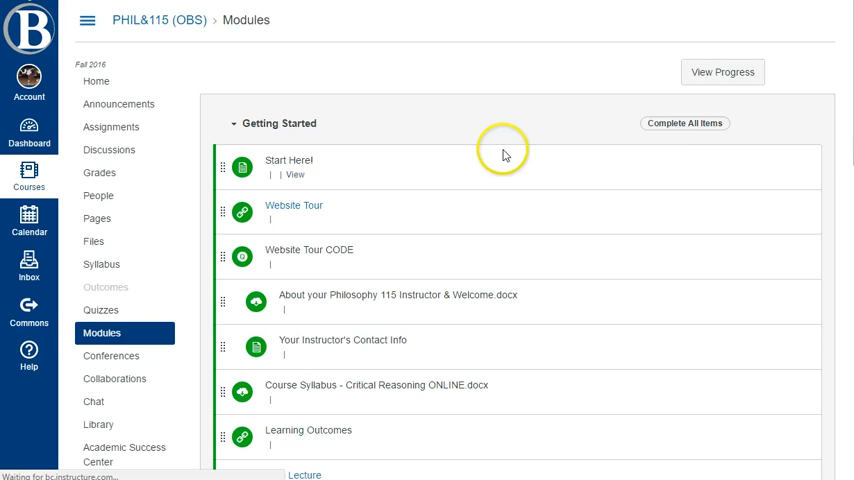 B
PHIL&115 (OBS) › Modules
Account
Dashboard
Courses
Calendar
Inbox
Commons
Help
Fall 2016
Home
Announcements
Assignments
Discussions
Grades
People
Pages
Files
Syllabus
Outcomes
Quizzes
Modules
Conferences
Collaborations
Chat
Library
Academic Success
Center
View Progress
Getting Started
Complete All Items
Start Here!
| | View
Website Tour
|
Website Tour CODE
|
About your Philosophy 115 Instructor & Welcome.docx
|
Your Instructor's Contact Info
|
Course Syllabus - Critical Reasoning ONLINE.docx
|
Learning Outcomes
|
Lecture
Waiting for bc.instructure.com...